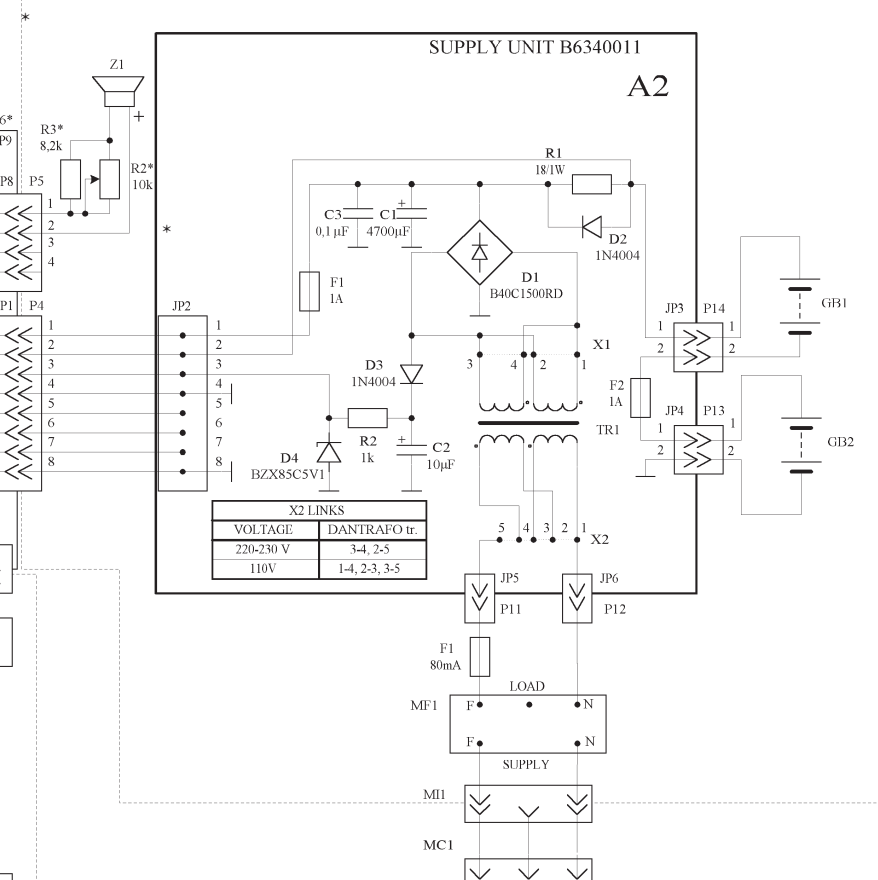 *
SUPPLY UNIT B6340011
A2
Z1
+
6*
P9
R3*
8,2k
R2*
10k
P8 P5
1
2
3
4
*
R1
18/1W
C3
0,1 µF
C1
+
4700µF
D2
1N4004
D1
B40C1500RD
F1
1A
P1 P4
1
2
3
4
5
6
7
8
JP2
1
2
3
4
5
6
7
8
X1
3 4 2 1
D3
1N4004
R2
1k
D4
BZX85C5V1
+
C2
10µF
TR1
JP3 P14
1 1
2 2
F2
1A
JP4 P13
1 1
2 2
GB1
GB2
X2 LINKS
VOLTAGE DANTRAFO tr.
220-230 V 3-4, 2-5
110V 1-4, 2-3, 3-5
5 4 3 2 1
X2
JP5 JP6
P11 P12
F1
80mA
LOAD
MF1
F N
F N
SUPPLY
MI1
MC1